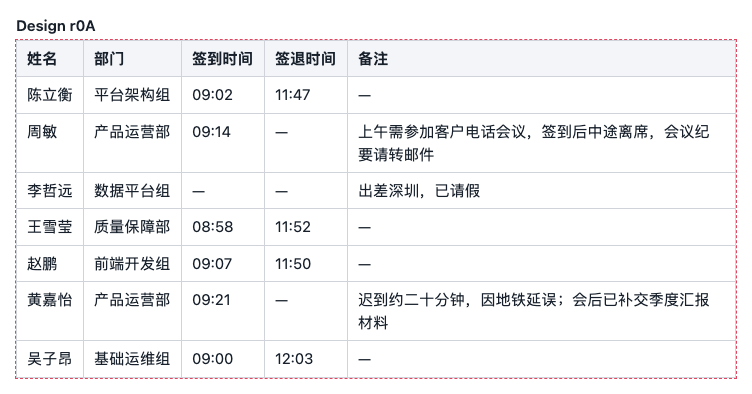 Design r0A
姓名 部门 签到时间 签退时间 备注
陈立衡 平台架构组 09:02 11:47 —
周敏 产品运营部 09:14 — 上午需参加客户电话会议，签到后中途离席，会议纪
要请转邮件
李哲远 数据平台组 — — 出差深圳，已请假
王雪莹 质量保障部 08:58 11:52 —
赵鹏 前端开发组 09:07 11:50 —
黄嘉怡 产品运营部 09:21 — 迟到约二十分钟，因地铁延误；会后已补交季度汇报
材料
吴子昂 基础运维组 09:00 12:03 —